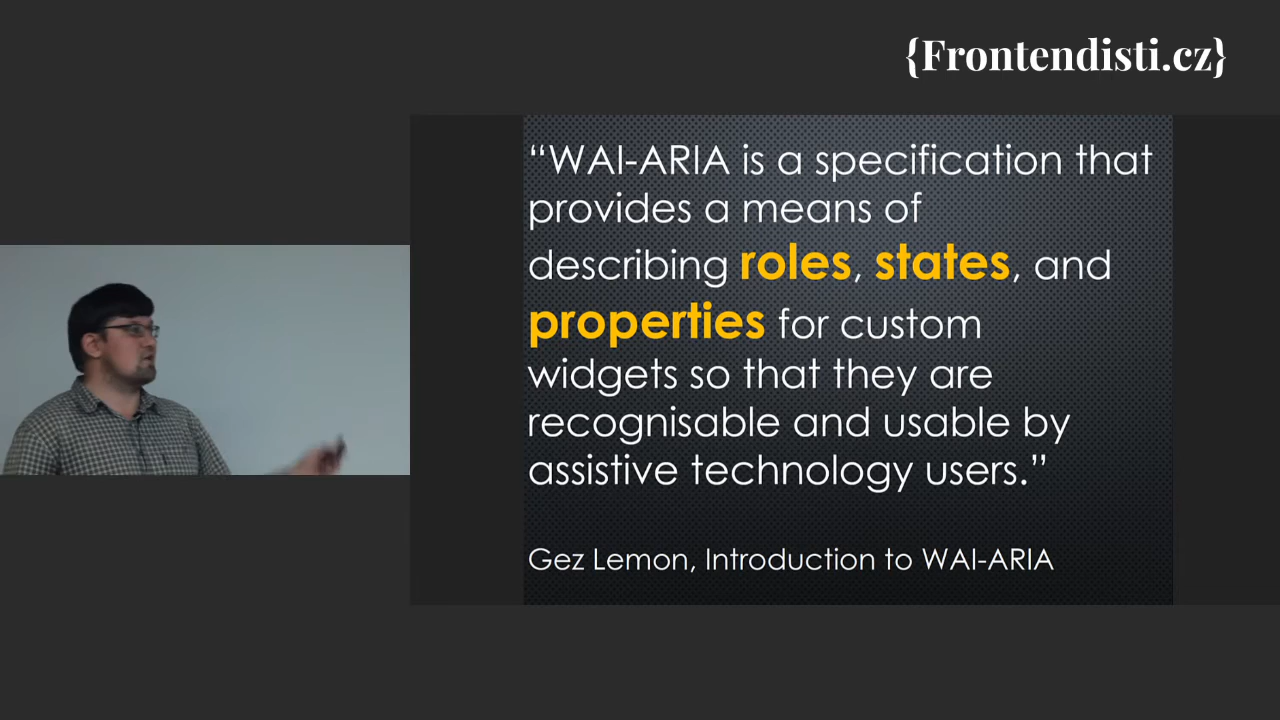 {Frontendisti.cz}
“WAI-ARIA is a specification that
provides a means of
describing roles, states, and
properties for custom
widgets so that they are
recognisable and usable by
assistive technology users.”
Gez Lemon, Introduction to WAI-ARIA